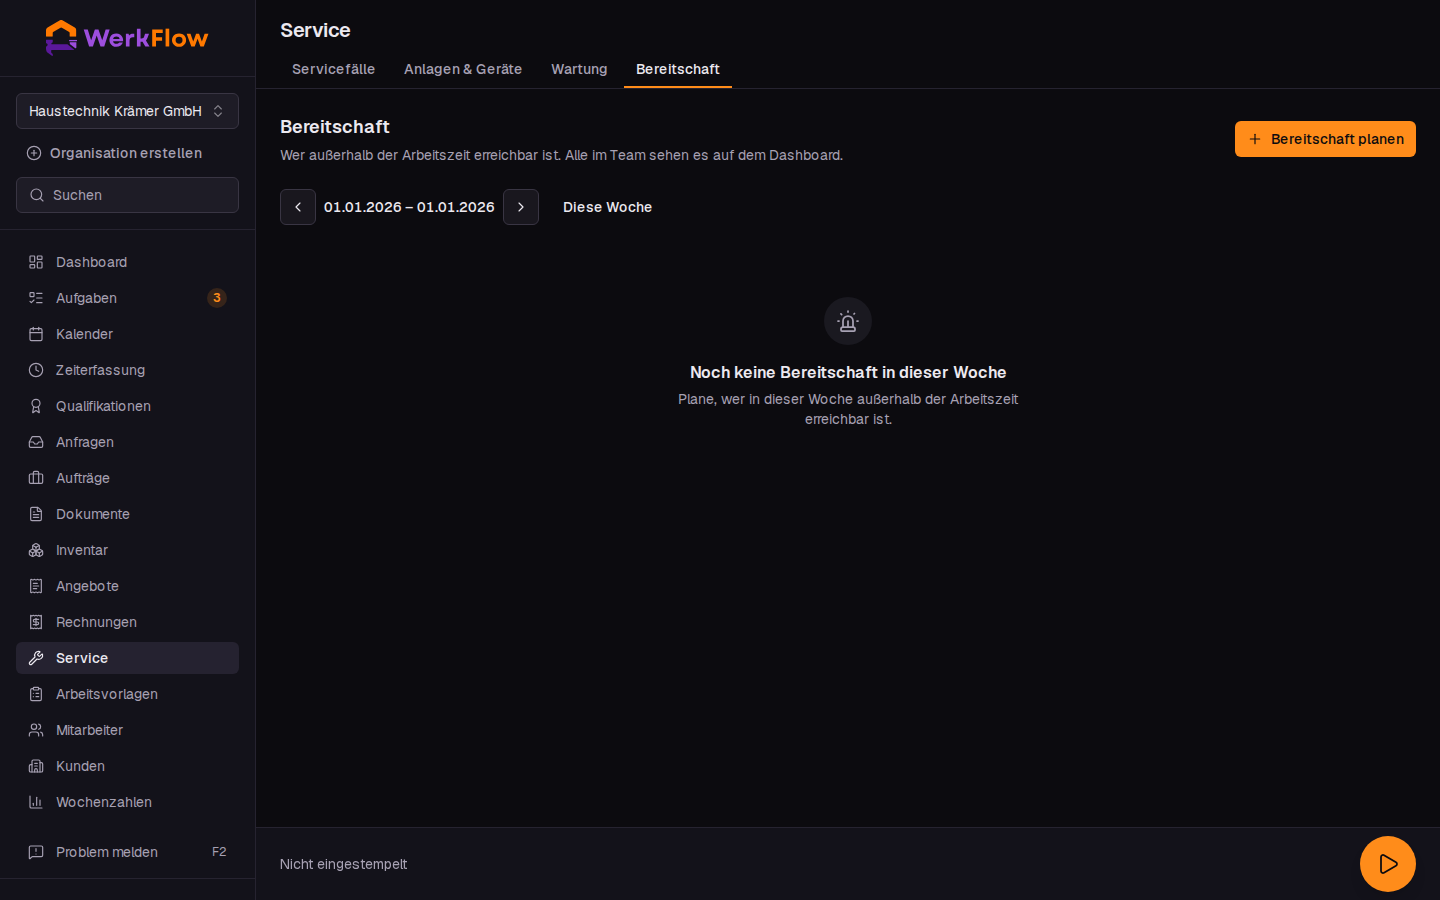 WerkFlow
Haustechnik Krämer GmbH
Organisation erstellen
Suchen
Dashboard
Aufgaben 3
Kalender
Zeiterfassung
Qualifikationen
Anfragen
Aufträge
Dokumente
Inventar
Angebote
Rechnungen
Service
Arbeitsvorlagen
Mitarbeiter
Kunden
Wochenzahlen
Problem melden F2
Service
Servicefälle Anlagen & Geräte Wartung Bereitschaft
Bereitschaft
Wer außerhalb der Arbeitszeit erreichbar ist. Alle im Team sehen es auf dem Dashboard.
Bereitschaft planen
01.01.2026 – 01.01.2026 Diese Woche
Noch keine Bereitschaft in dieser Woche
Plane, wer in dieser Woche außerhalb der Arbeitszeit
erreichbar ist.
Nicht eingestempelt